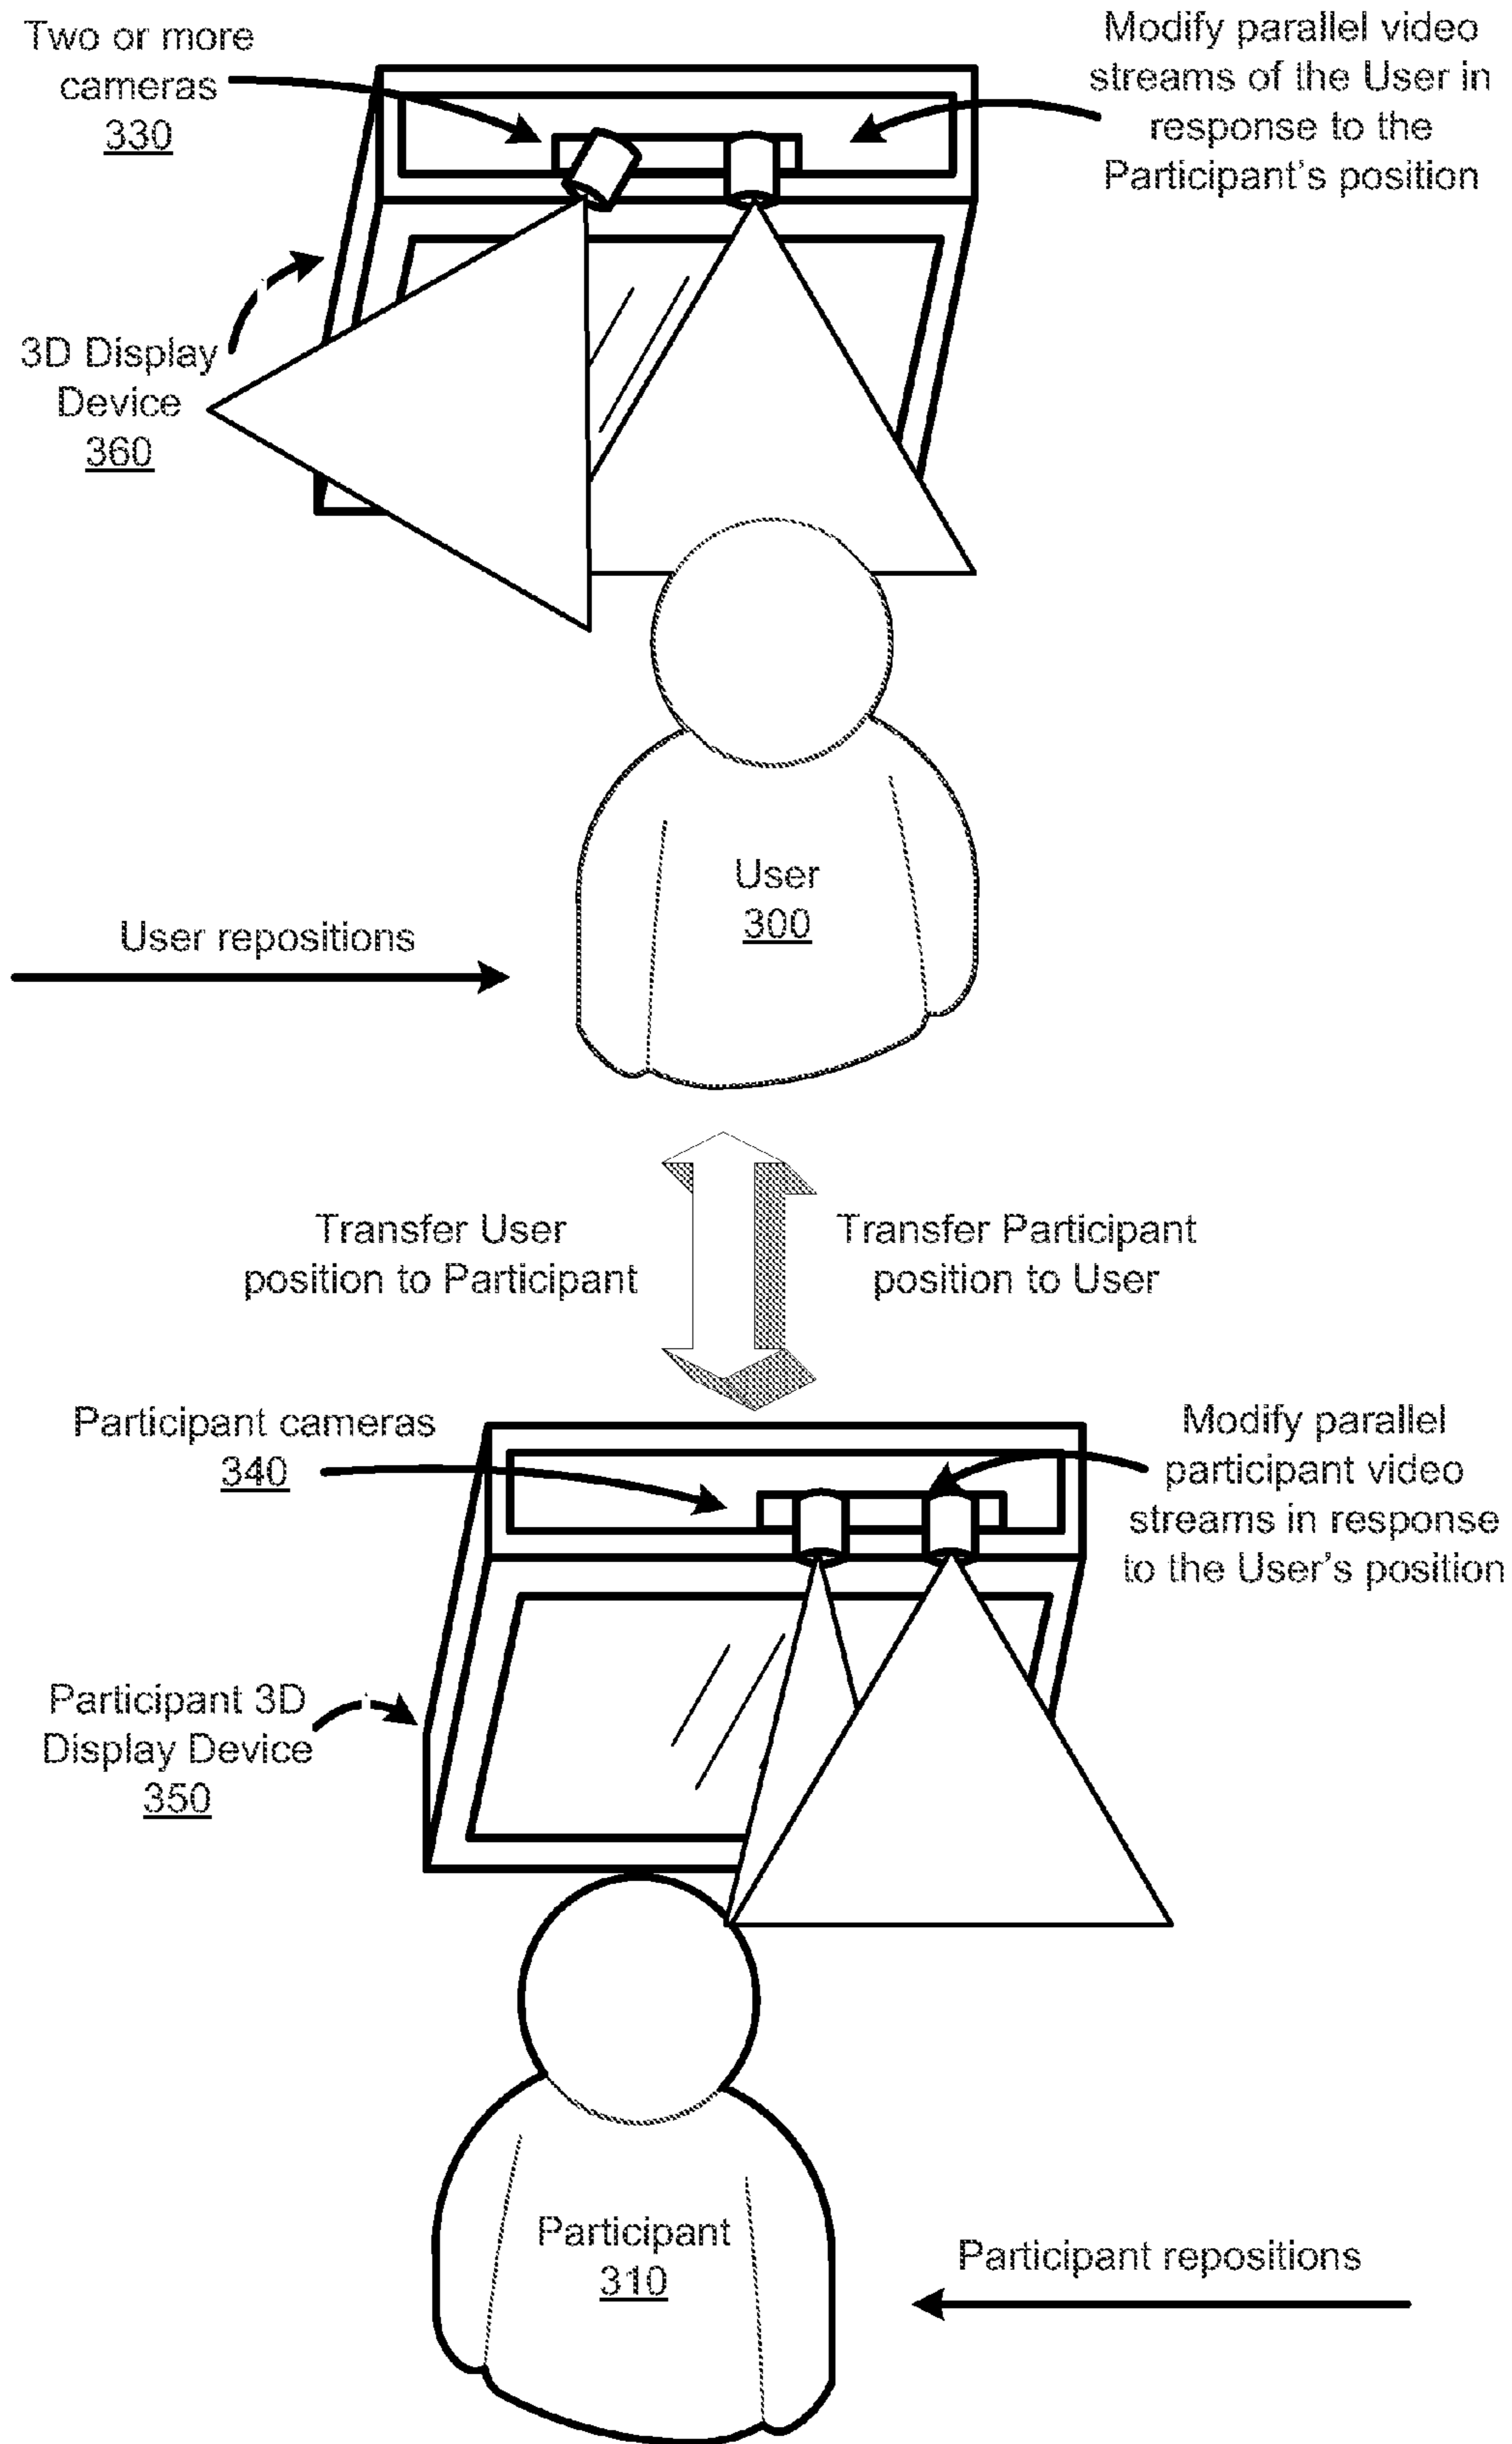 Two or more
cameras
330
Modify parallel video
streams of the User in
response to the
Participant's position
3D Display
Device
360
User
300
User repositions
Transfer User
position to Participant
Transfer Participant
position to User
Participant cameras
340
Modify parallel
participant video
streams in response
to the User's position
Participant 3D
Display Device
350
Participant
310
Participant repositions